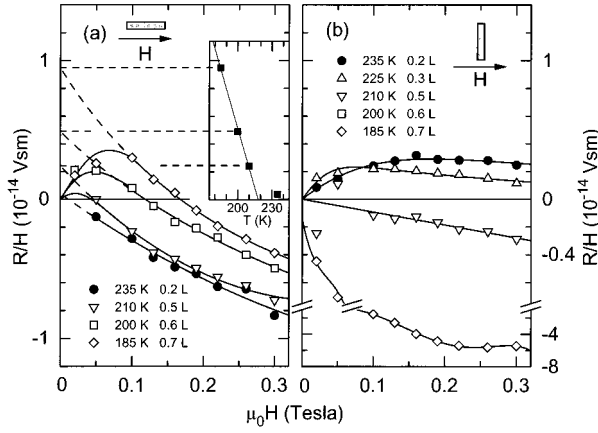 (a)
H
1
0
-1
R/H (10⁻¹⁴ Vsm)
200 230
T (K)
235 K 0.2 L
210 K 0.5 L
200 K 0.6 L
185 K 0.7 L
0 0.1 0.2 0.3
(b)
H
235 K 0.2 L
225 K 0.3 L
210 K 0.5 L
200 K 0.6 L
185 K 0.7 L
0.4
0
-0.4
-4
-8
R/H (10⁻¹⁴ Vsm)
0 0.1 0.2 0.3
μ₀H (Tesla)